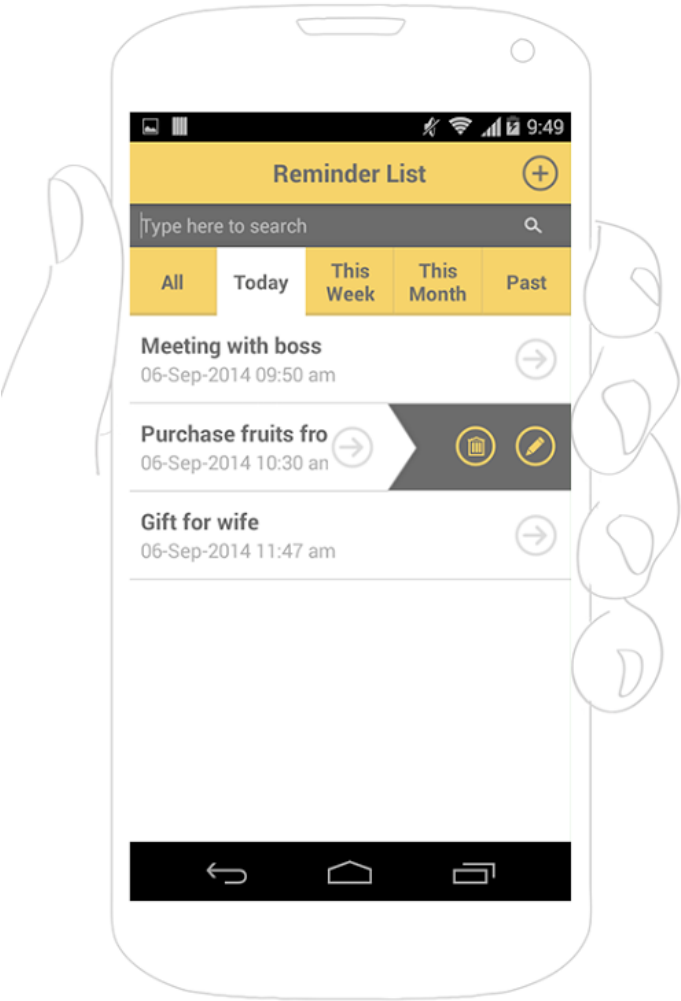 9:49
Reminder List
Type here to search
All
Today
This
Week
This
Month
Past
Meeting with boss
06-Sep-2014 09:50 am
Purchase fruits fro
06-Sep-2014 10:30 an
Gift for wife
06-Sep-2014 11:47 am